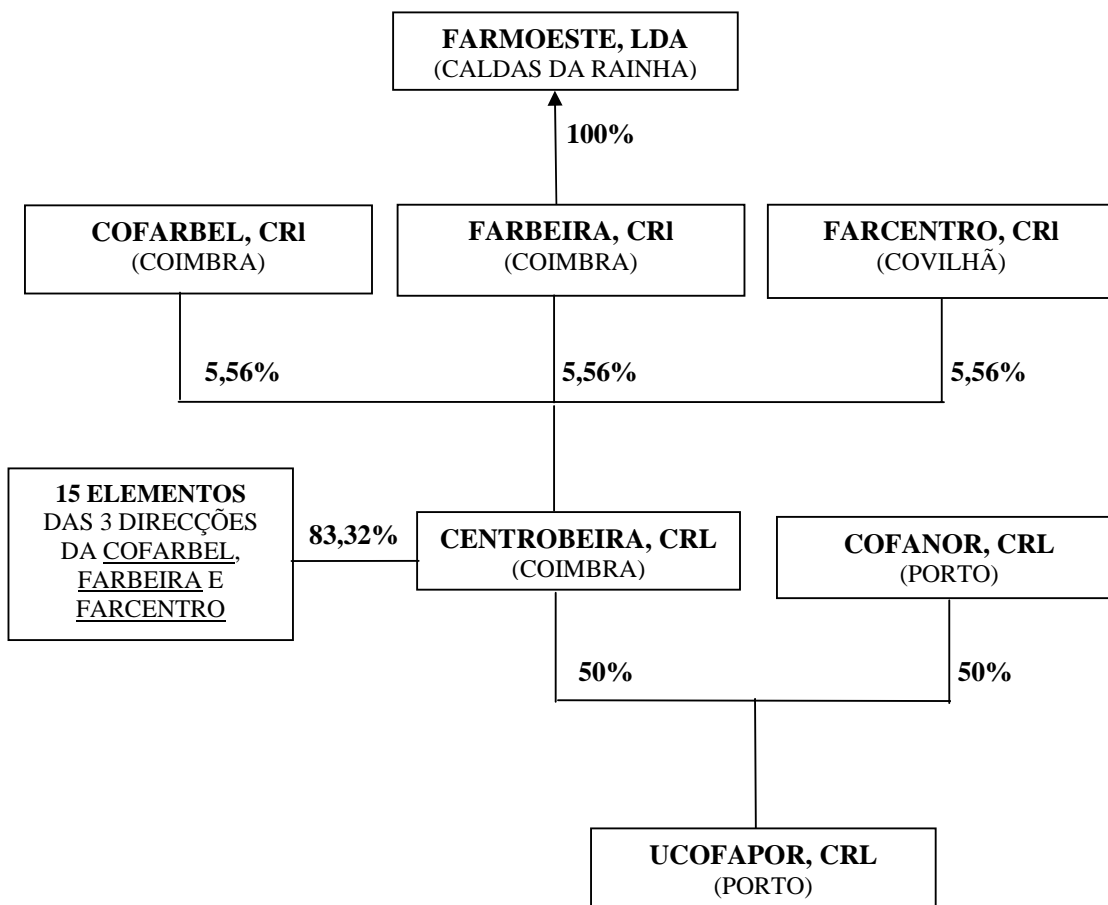 FARMOESTE, LDA
(CALDAS DA RAINHA)
100%
COFARBEL, CRl
(COIMBRA)
FARBEIRA, CRl
(COIMBRA)
FARCENTRO, CRl
(COVILHÃ)
5,56%
5,56%
5,56%
15 ELEMENTOS
DAS 3 DIRECÇÕES
DA COFARBEL,
FARBEIRA E
FARCENTRO
83,32%
CENTROBEIRA, CRL
(COIMBRA)
COFANOR, CRL
(PORTO)
50%
50%
UCOFAPOR, CRL
(PORTO)